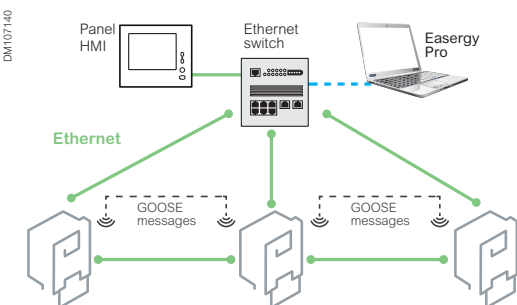 DM107140
Panel
HMI
Ethernet
switch
Easergy
Pro
Ethernet
GOOSE
messages
GOOSE
messages